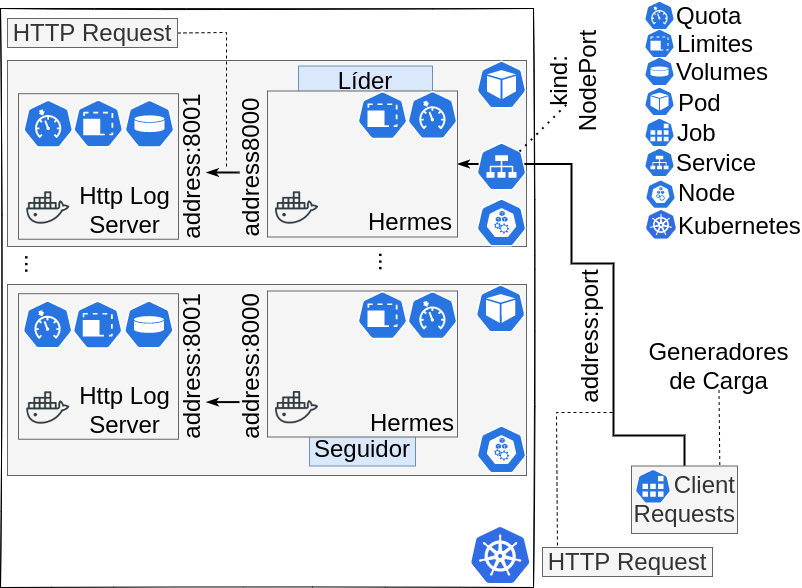 HTTP Request
Líder
address:8001
address8000
Http Log
Server
Hermes
kind:
NodePort
...
...
address:8001
address:8000
Http Log
Server
Hermes
Seguidor
address:port
Generadores
de Carga
Client
Requests
HTTP Request
Quota
Limites
Volumes
Pod
Job
Service
Node
Kubernetes